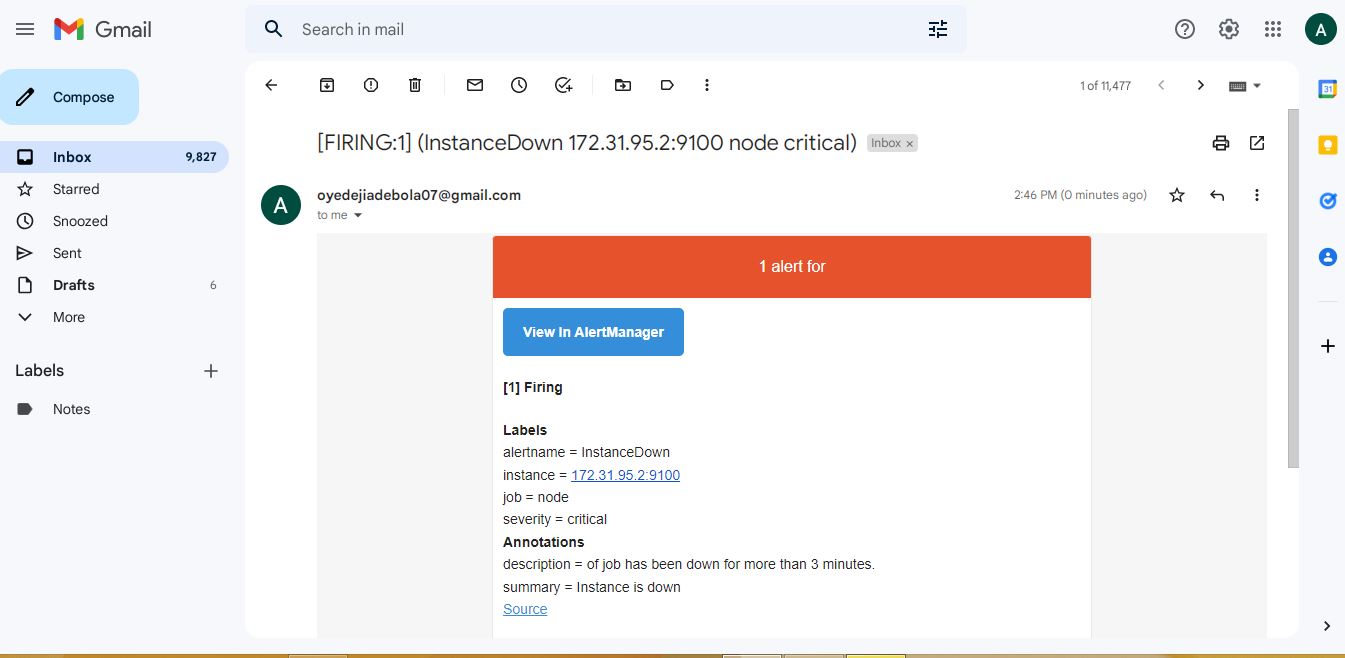 Gmail
Search in mail
A
Compose
1 of 11,477
31
Inbox 9,827
Starred
Snoozed
Sent
Drafts 6
More
Labels
Notes
[FIRING:1] (InstanceDown 172.31.95.2:9100 node critical) Inbox ×
A
oyedejiadebola07@gmail.com 2:46 PM (0 minutes ago)
to me
1 alert for
View In AlertManager
[1] Firing
Labels
alertname = InstanceDown
instance = 172.31.95.2:9100
job = node
severity = critical
Annotations
description = of job has been down for more than 3 minutes.
summary = Instance is down
Source